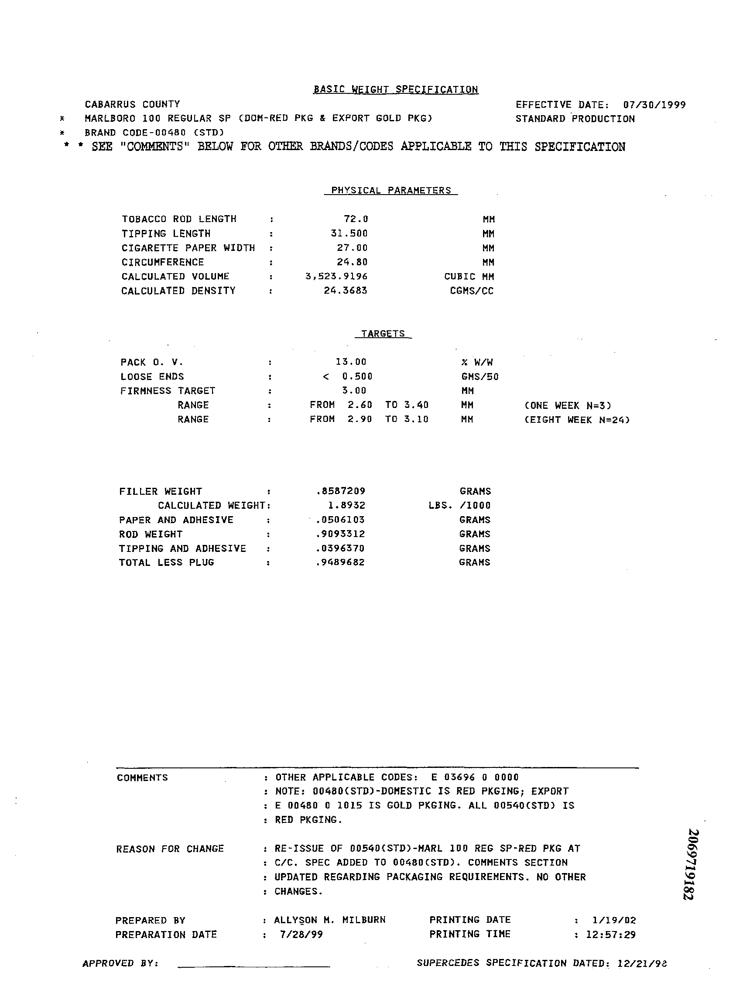 BASIC WEIGHT SPECIFICATION
CABARRUS COUNTY EFFECTIVE DATE: 07/30/1999
* MARLBORO 100 REGULAR SP (DOM-RED PKG & EXPORT GOLD PKG) STANDARD PRODUCTION
* BRAND CODE-00480 (STD)
* * SEE "COMMENTS" BELOW FOR OTHER BRANDS/CODES APPLICABLE TO THIS SPECIFICATION
PHYSICAL PARAMETERS
TOBACCO ROD LENGTH : 72.0 MM
TIPPING LENGTH : 31.500 MM
CIGARETTE PAPER WIDTH : 27.00 MM
CIRCUMFERENCE : 24.80 MM
CALCULATED VOLUME : 3,523.9196 CUBIC MM
CALCULATED DENSITY : 24.3683 CGMS/CC
TARGETS
PACK O. V. : 13.00 % W/W
LOOSE ENDS : < 0.500 GMS/50
FIRMNESS TARGET : 3.00 MM
RANGE : FROM 2.60 TO 3.40 MM (ONE WEEK N=3)
RANGE : FROM 2.90 TO 3.10 MM (EIGHT WEEK N=24)
FILLER WEIGHT : .8587209 GRAMS
CALCULATED WEIGHT: 1.8932 LBS. /1000
PAPER AND ADHESIVE : .0506103 GRAMS
ROD WEIGHT : .9093312 GRAMS
TIPPING AND ADHESIVE : .0396370 GRAMS
TOTAL LESS PLUG : .9489682 GRAMS
COMMENTS : OTHER APPLICABLE CODES: E 03696 0 0000
: NOTE: 00480(STD)-DOMESTIC IS RED PKGING; EXPORT
: E 00480 0 1015 IS GOLD PKGING. ALL 00540(STD) IS
: RED PKGING.
REASON FOR CHANGE : RE-ISSUE OF 00540(STD)-MARL 100 REG SP-RED PKG AT
: C/C. SPEC ADDED TO 00480(STD). COMMENTS SECTION
: UPDATED REGARDING PACKAGING REQUIREMENTS. NO OTHER
: CHANGES.
PREPARED BY : ALLYSON M. MILBURN PRINTING DATE : 1/19/02
PREPARATION DATE : 7/28/99 PRINTING TIME : 12:57:29
APPROVED BY: SUPERCEDES SPECIFICATION DATED: 12/21/98
2069719182